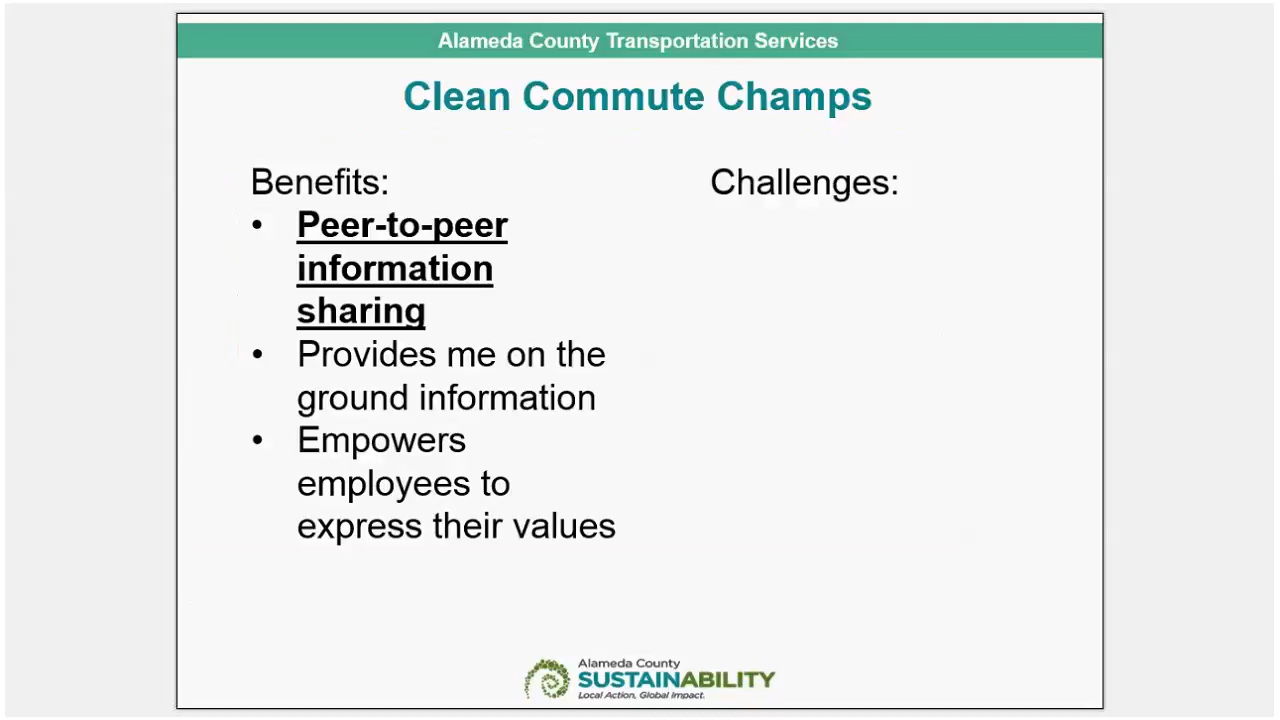 Alameda County Transportation Services
Clean Commute Champs
Benefits:
• Peer-to-peer
information
sharing
• Provides me on the
ground information
• Empowers
employees to
express their values
Challenges:
Alameda County
SUSTAINABILITY
Local Action, Global Impact.